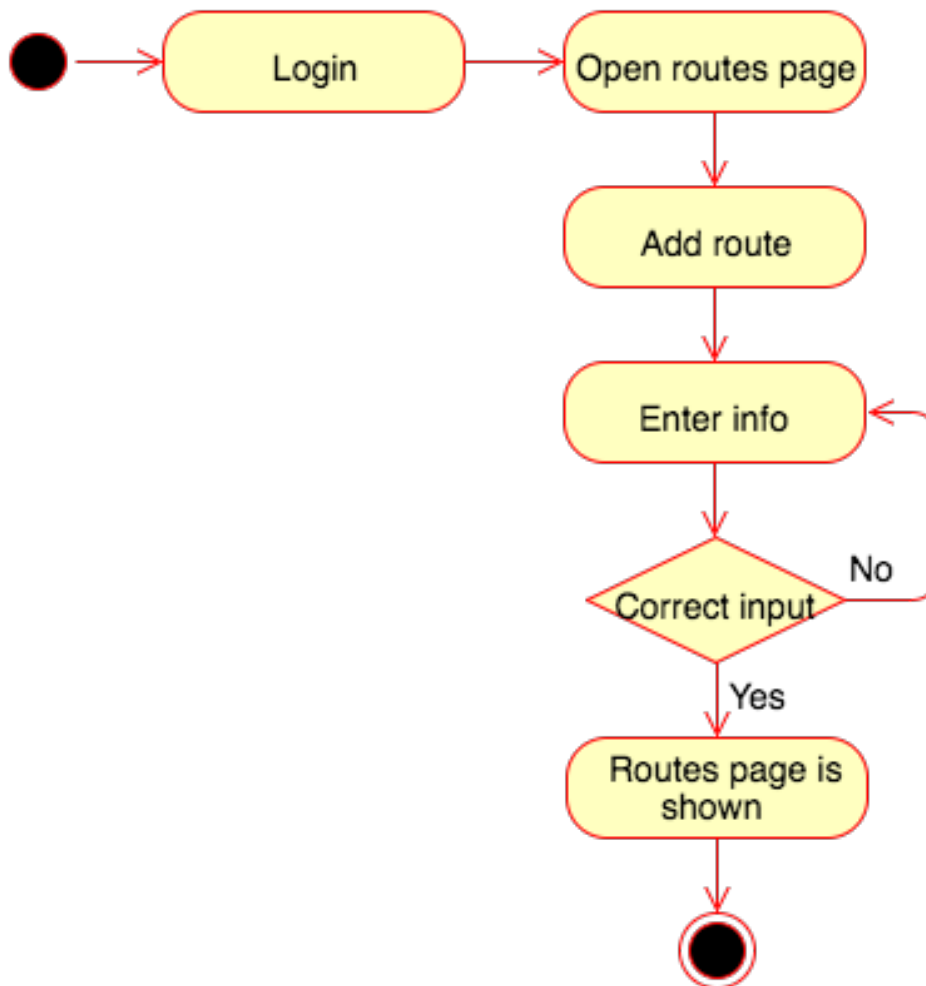 Login
Open routes page
Add route
Enter info
Correct input
No
Yes
Routes page is
shown